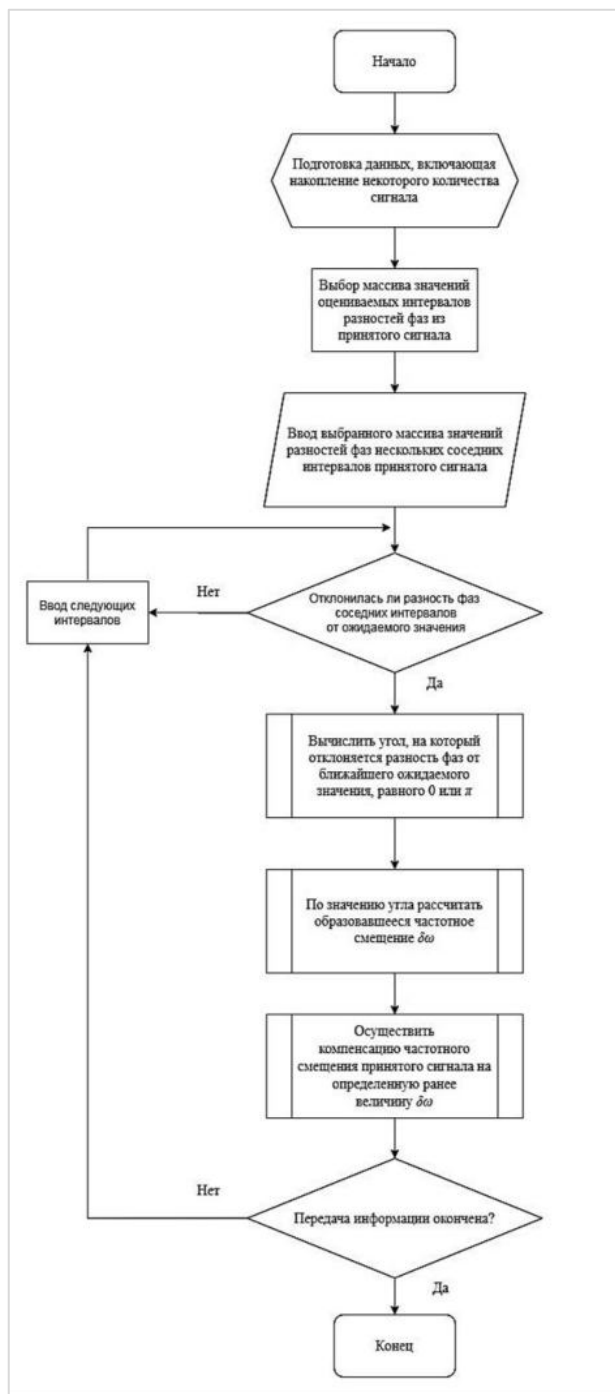 Начало
Подготовка данных, включающая
накопление некоторого количества
сигнала
Выбор массива значений
оцениваемых интервалов
разностей фаз из
принятого сигнала
Ввод выбранного массива значений
разностей фаз нескольких соседних
интервалов принятого сигнала
Нет
Ввод следующих
интервалов
Отклонилась ли разность фаз
соседних интервалов
от ожидаемого значения
Да
Вычислить угол, на который
отклоняется разность фаз от
ближайшего ожидаемого
значения, равного 0 или π
По значению угла рассчитать
образовавшееся частотное
смещение δω
Осуществить
компенсацию частотного
смещения принятого сигнала на
определенную ранее
величину δω
Нет
Передача информации окончена?
Да
Конец